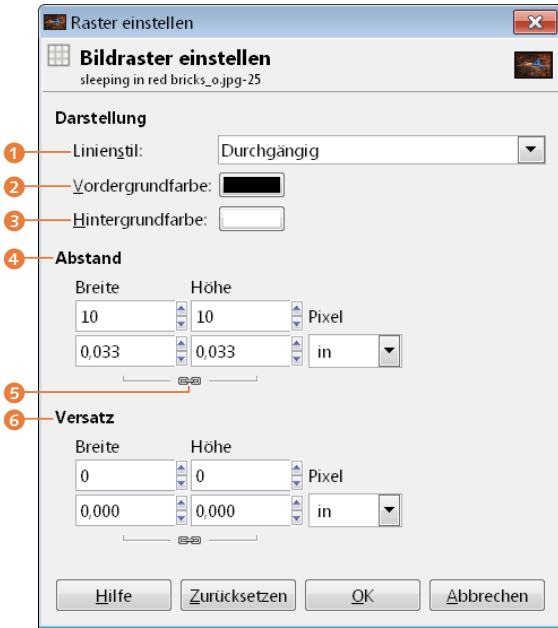 Raster einstellen
Bildraster einstellen
sleeping in red bricks_o.jpg-25
Darstellung
1 Linienstil: Durchgängig
2 Vordergrundfarbe:
3 Hintergrundfarbe:
4 Abstand
Breite Höhe
10 10 Pixel
0,033 0,033 in
5
6 Versatz
Breite Höhe
0 0 Pixel
0,000 0,000 in
Hilfe Zurücksetzen OK Abbrechen